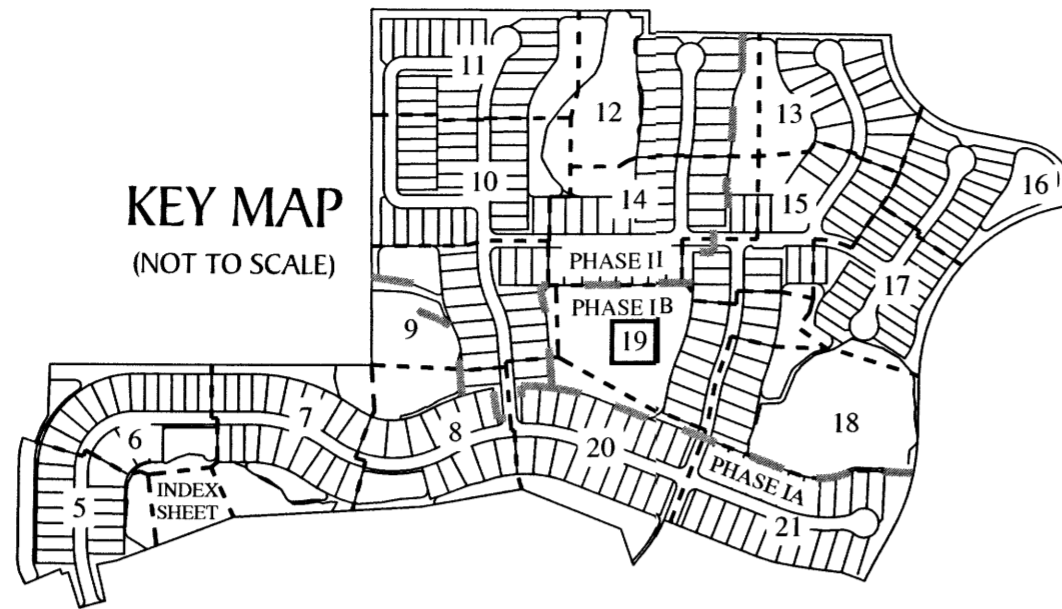 11
12
13
16
10
14
15
KEY MAP
(NOT TO SCALE)
PHASE II
17
PHASE IB
9
19
7
8
18
6
20
PHASE IA
INDEX
SHEET
5
21